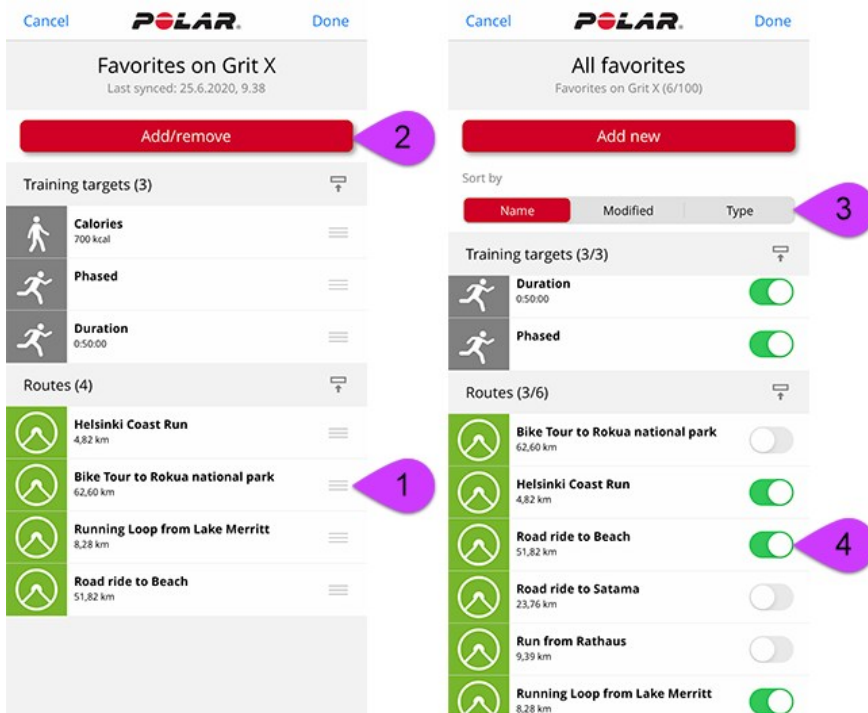 Cancel
POLAR.
Done
Favorites on Grit X
Last synced: 25.6.2020, 9.38
Add/remove
2
Training targets (3)
Calories
700 kcal
Phased
Duration
0:50:00
Routes (4)
Helsinki Coast Run
4,82 km
Bike Tour to Rokua national park
62,60 km
1
Running Loop from Lake Merritt
8,28 km
Road ride to Beach
51,82 km
Cancel
POLAR.
Done
All favorites
Favorites on Grit X (6/100)
Add new
Sort by
Name
Modified
Type
3
Training targets (3/3)
Duration
0:50:00
Phased
Routes (3/6)
Bike Tour to Rokua national park
62,60 km
Helsinki Coast Run
4,82 km
Road ride to Beach
51,82 km
4
Road ride to Satama
23,76 km
Run from Rathaus
9,39 km
Running Loop from Lake Merritt
8,28 km